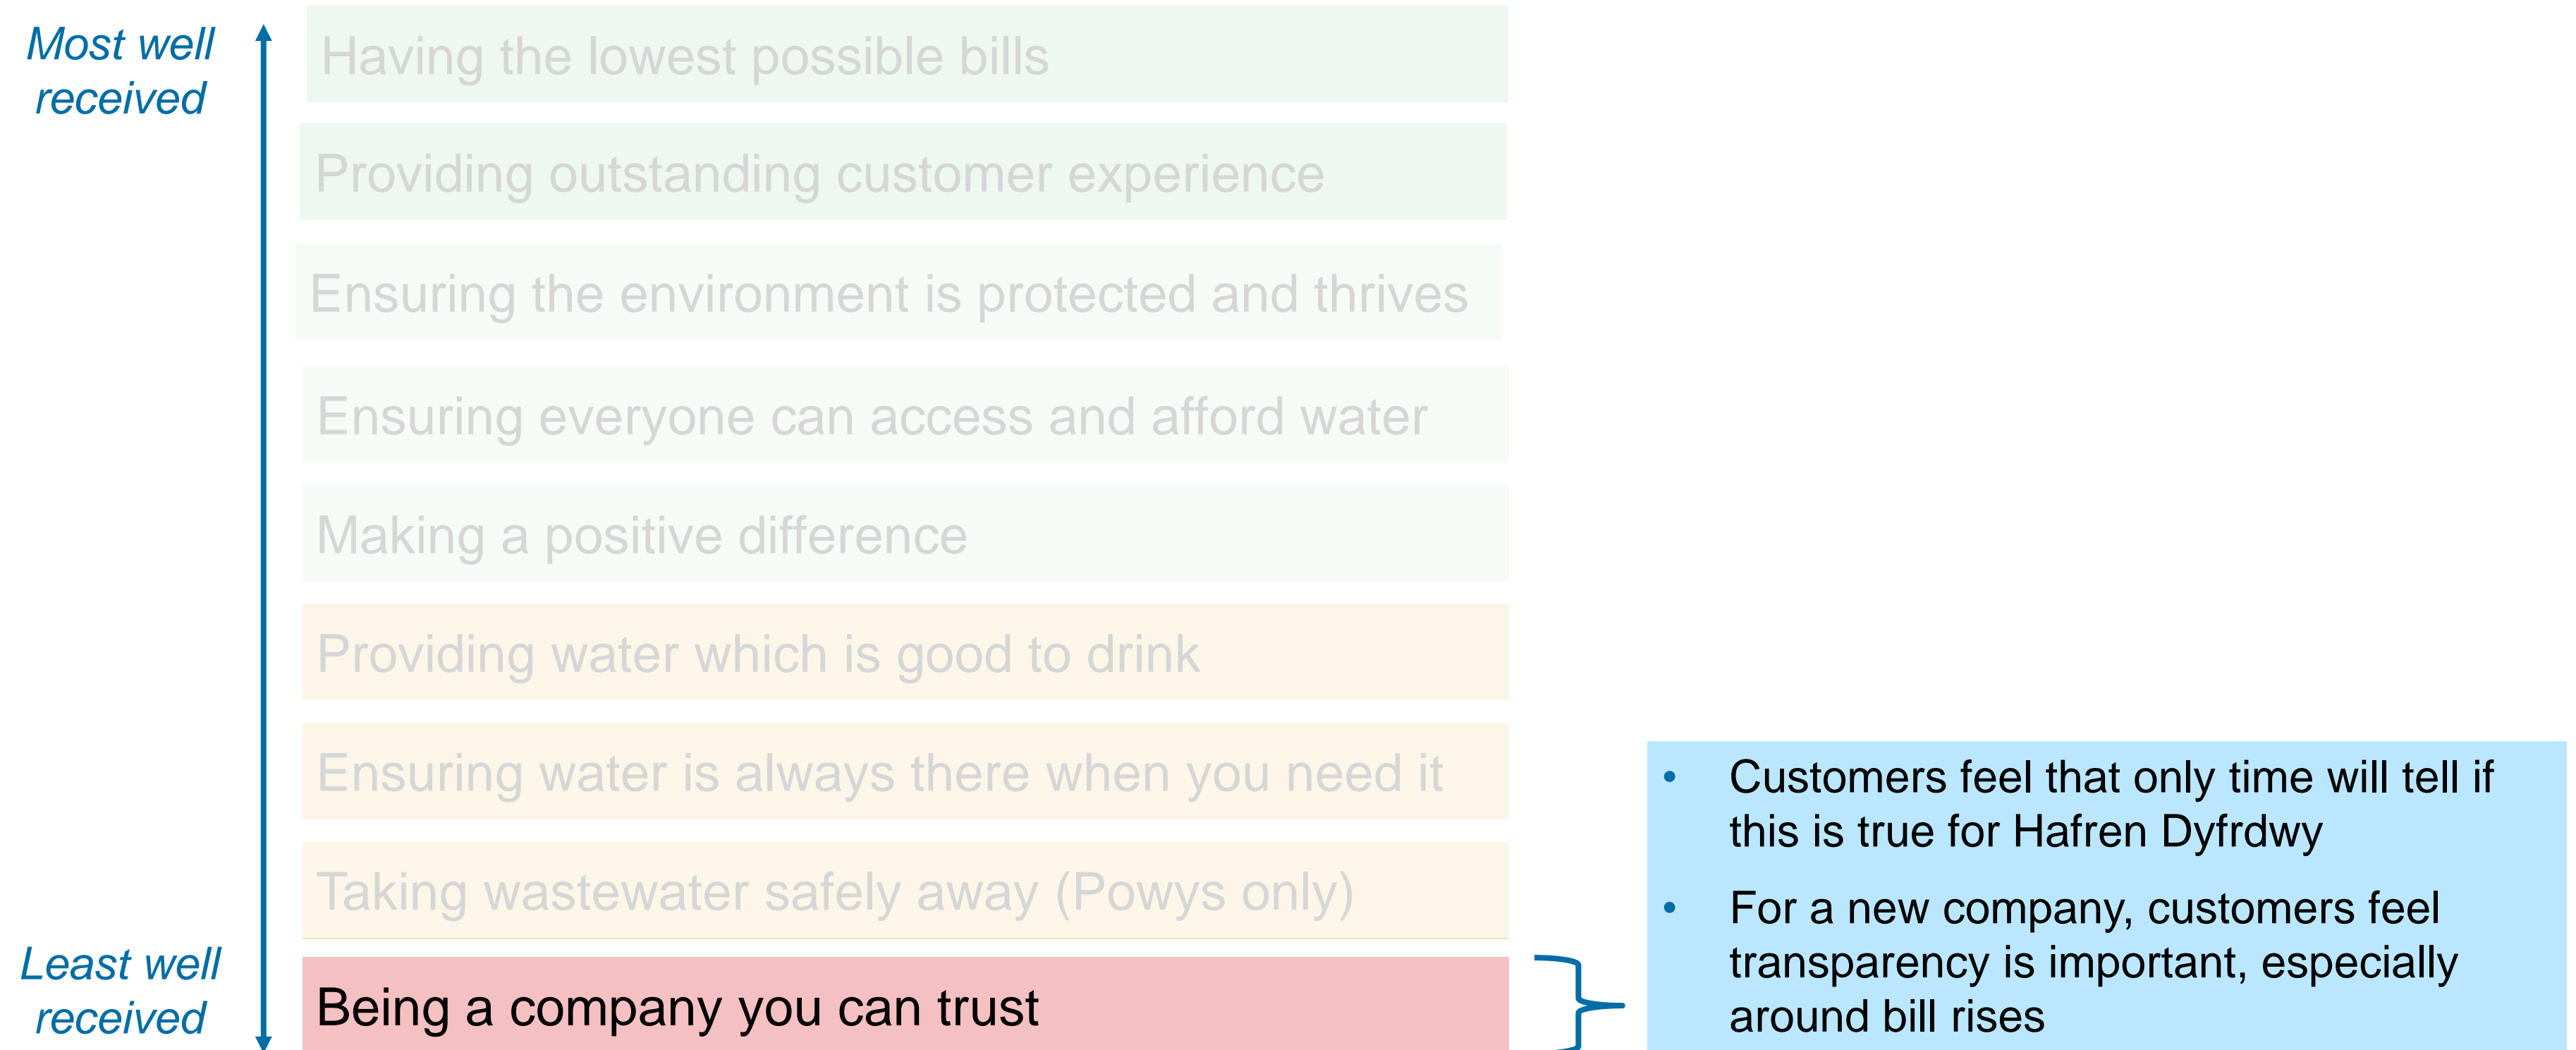 Most well
received
Having the lowest possible bills
Providing outstanding customer experience
Ensuring the environment is protected and thrives
Ensuring everyone can access and afford water
Making a positive difference
Providing water which is good to drink
Ensuring water is always there when you need it
Taking wastewater safely away (Powys only)
Least well
received
Being a company you can trust
• Customers feel that only time will tell if
this is true for Hafren Dyfrdwy
• For a new company, customers feel
transparency is important, especially
around bill rises